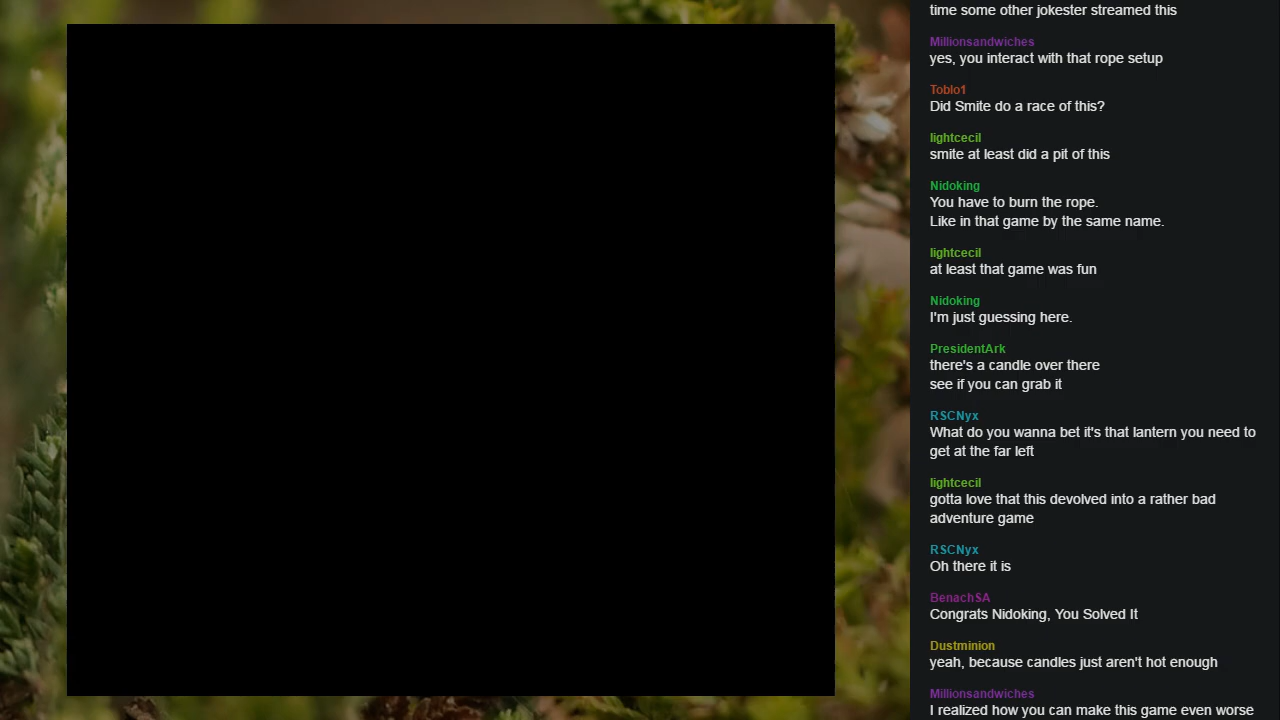 time some other jokester streamed this
Millionsandwiches
yes, you interact with that rope setup
Toblo1
Did Smite do a race of this?
lightcecil
smite at least did a pit of this
Nidoking
You have to burn the rope.
Like in that game by the same name.
lightcecil
at least that game was fun
Nidoking
I'm just guessing here.
PresidentArk
there's a candle over there
see if you can grab it
RSCNyx
What do you wanna bet it's that lantern you need to
get at the far left
lightcecil
gotta love that this devolved into a rather bad
adventure game
RSCNyx
Oh there it is
BenachSA
Congrats Nidoking, You Solved It
Dustminion
yeah, because candles just aren't hot enough
Millionsandwiches
I realized how you can make this game even worse